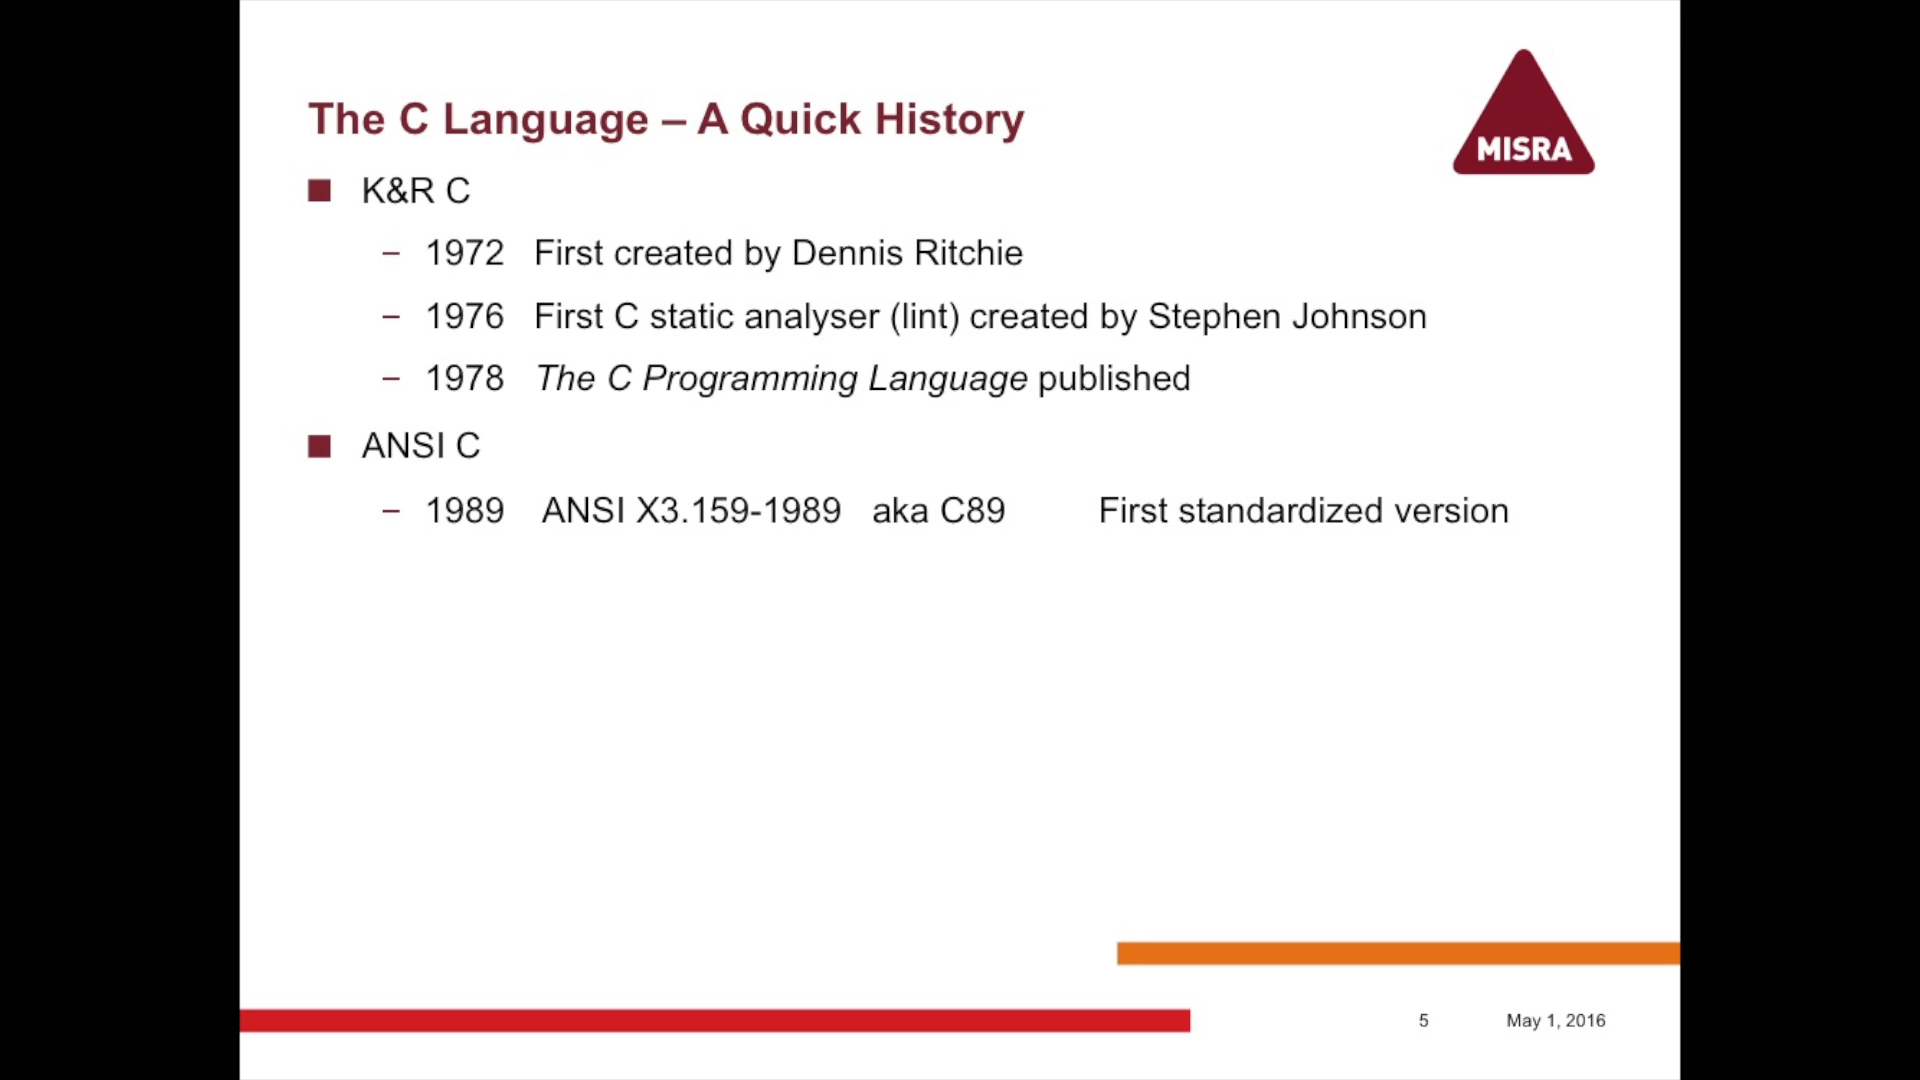 The C Language – A Quick History
MISRA
■ K&R C
– 1972 First created by Dennis Ritchie
– 1976 First C static analyser (lint) created by Stephen Johnson
– 1978 The C Programming Language published
■ ANSI C
– 1989 ANSI X3.159-1989 aka C89 First standardized version
5 May 1, 2016